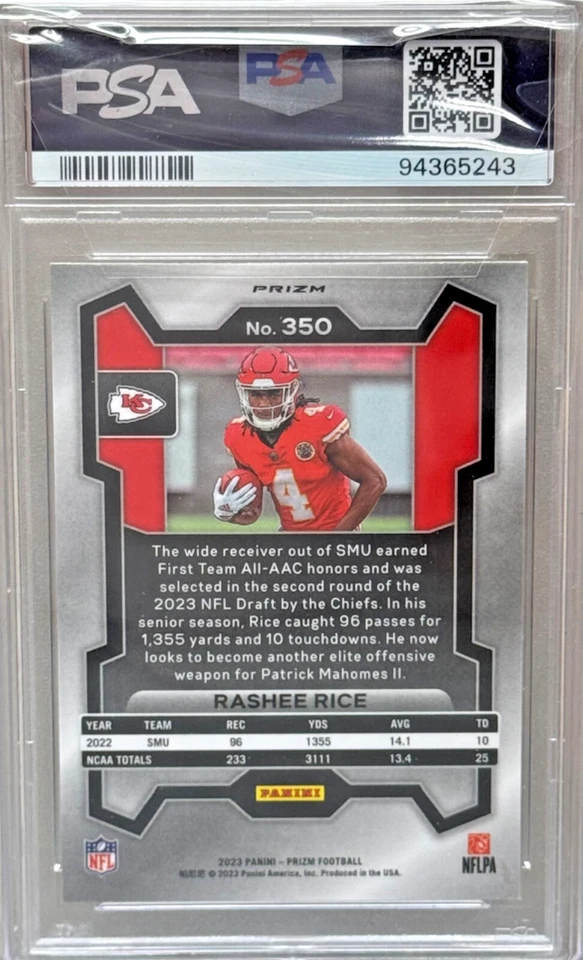 PSA
PSA
94365243
PRIZM
No. 350
KC
4
The wide receiver out of SMU earned
First Team All-AAC honors and was
selected in the second round of the
2023 NFL Draft by the Chiefs. In his
senior season, Rice caught 96 passes for
1,355 yards and 10 touchdowns. He now
looks to become another elite offensive
weapon for Patrick Mahomes II.
RASHEE RICE
YEAR TEAM REC YDS AVG TD
2022 SMU 96 1355 14.1 10
NCAA TOTALS 233 3111 13.4 25
PANINI
NFL
NFLPA
2023 PANINI – PRIZM FOOTBALL
© 2023 Panini America, Inc. Produced in the USA.